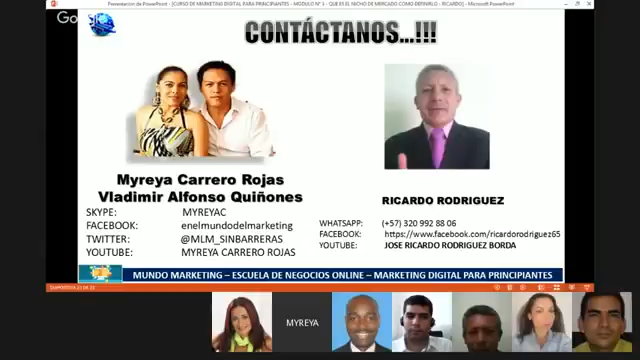 Presentación de PowerPoint - [CURSO DE MARKETING DIGITAL PARA PRINCIPIANTES - MODULO N° 1 - QUE ES EL NICHO DE MERCADO COMO DEFINIRLO - RICARDO] - Microsoft PowerPoint
CONTÁCTANOS...!!!
Myreya Carrero Rojas
Vladimir Alfonso Quiñones
SKYPE: MYREYAC
FACEBOOK: enelmundodelmarketing
TWITTER: @MLM_SINBARRERAS
YOUTUBE: MYREYA CARRERO ROJAS
RICARDO RODRIGUEZ
WHATSAPP: (+57) 320 992 88 06
FACEBOOK: https://www.facebook.com/ricardorodriguez65
YOUTUBE: JOSE RICARDO RODRIGUEZ BORDA
MUNDO MARKETING – ESCUELA DE NEGOCIOS ONLINE – MARKETING DIGITAL PARA PRINCIPIANTES
MYREYA